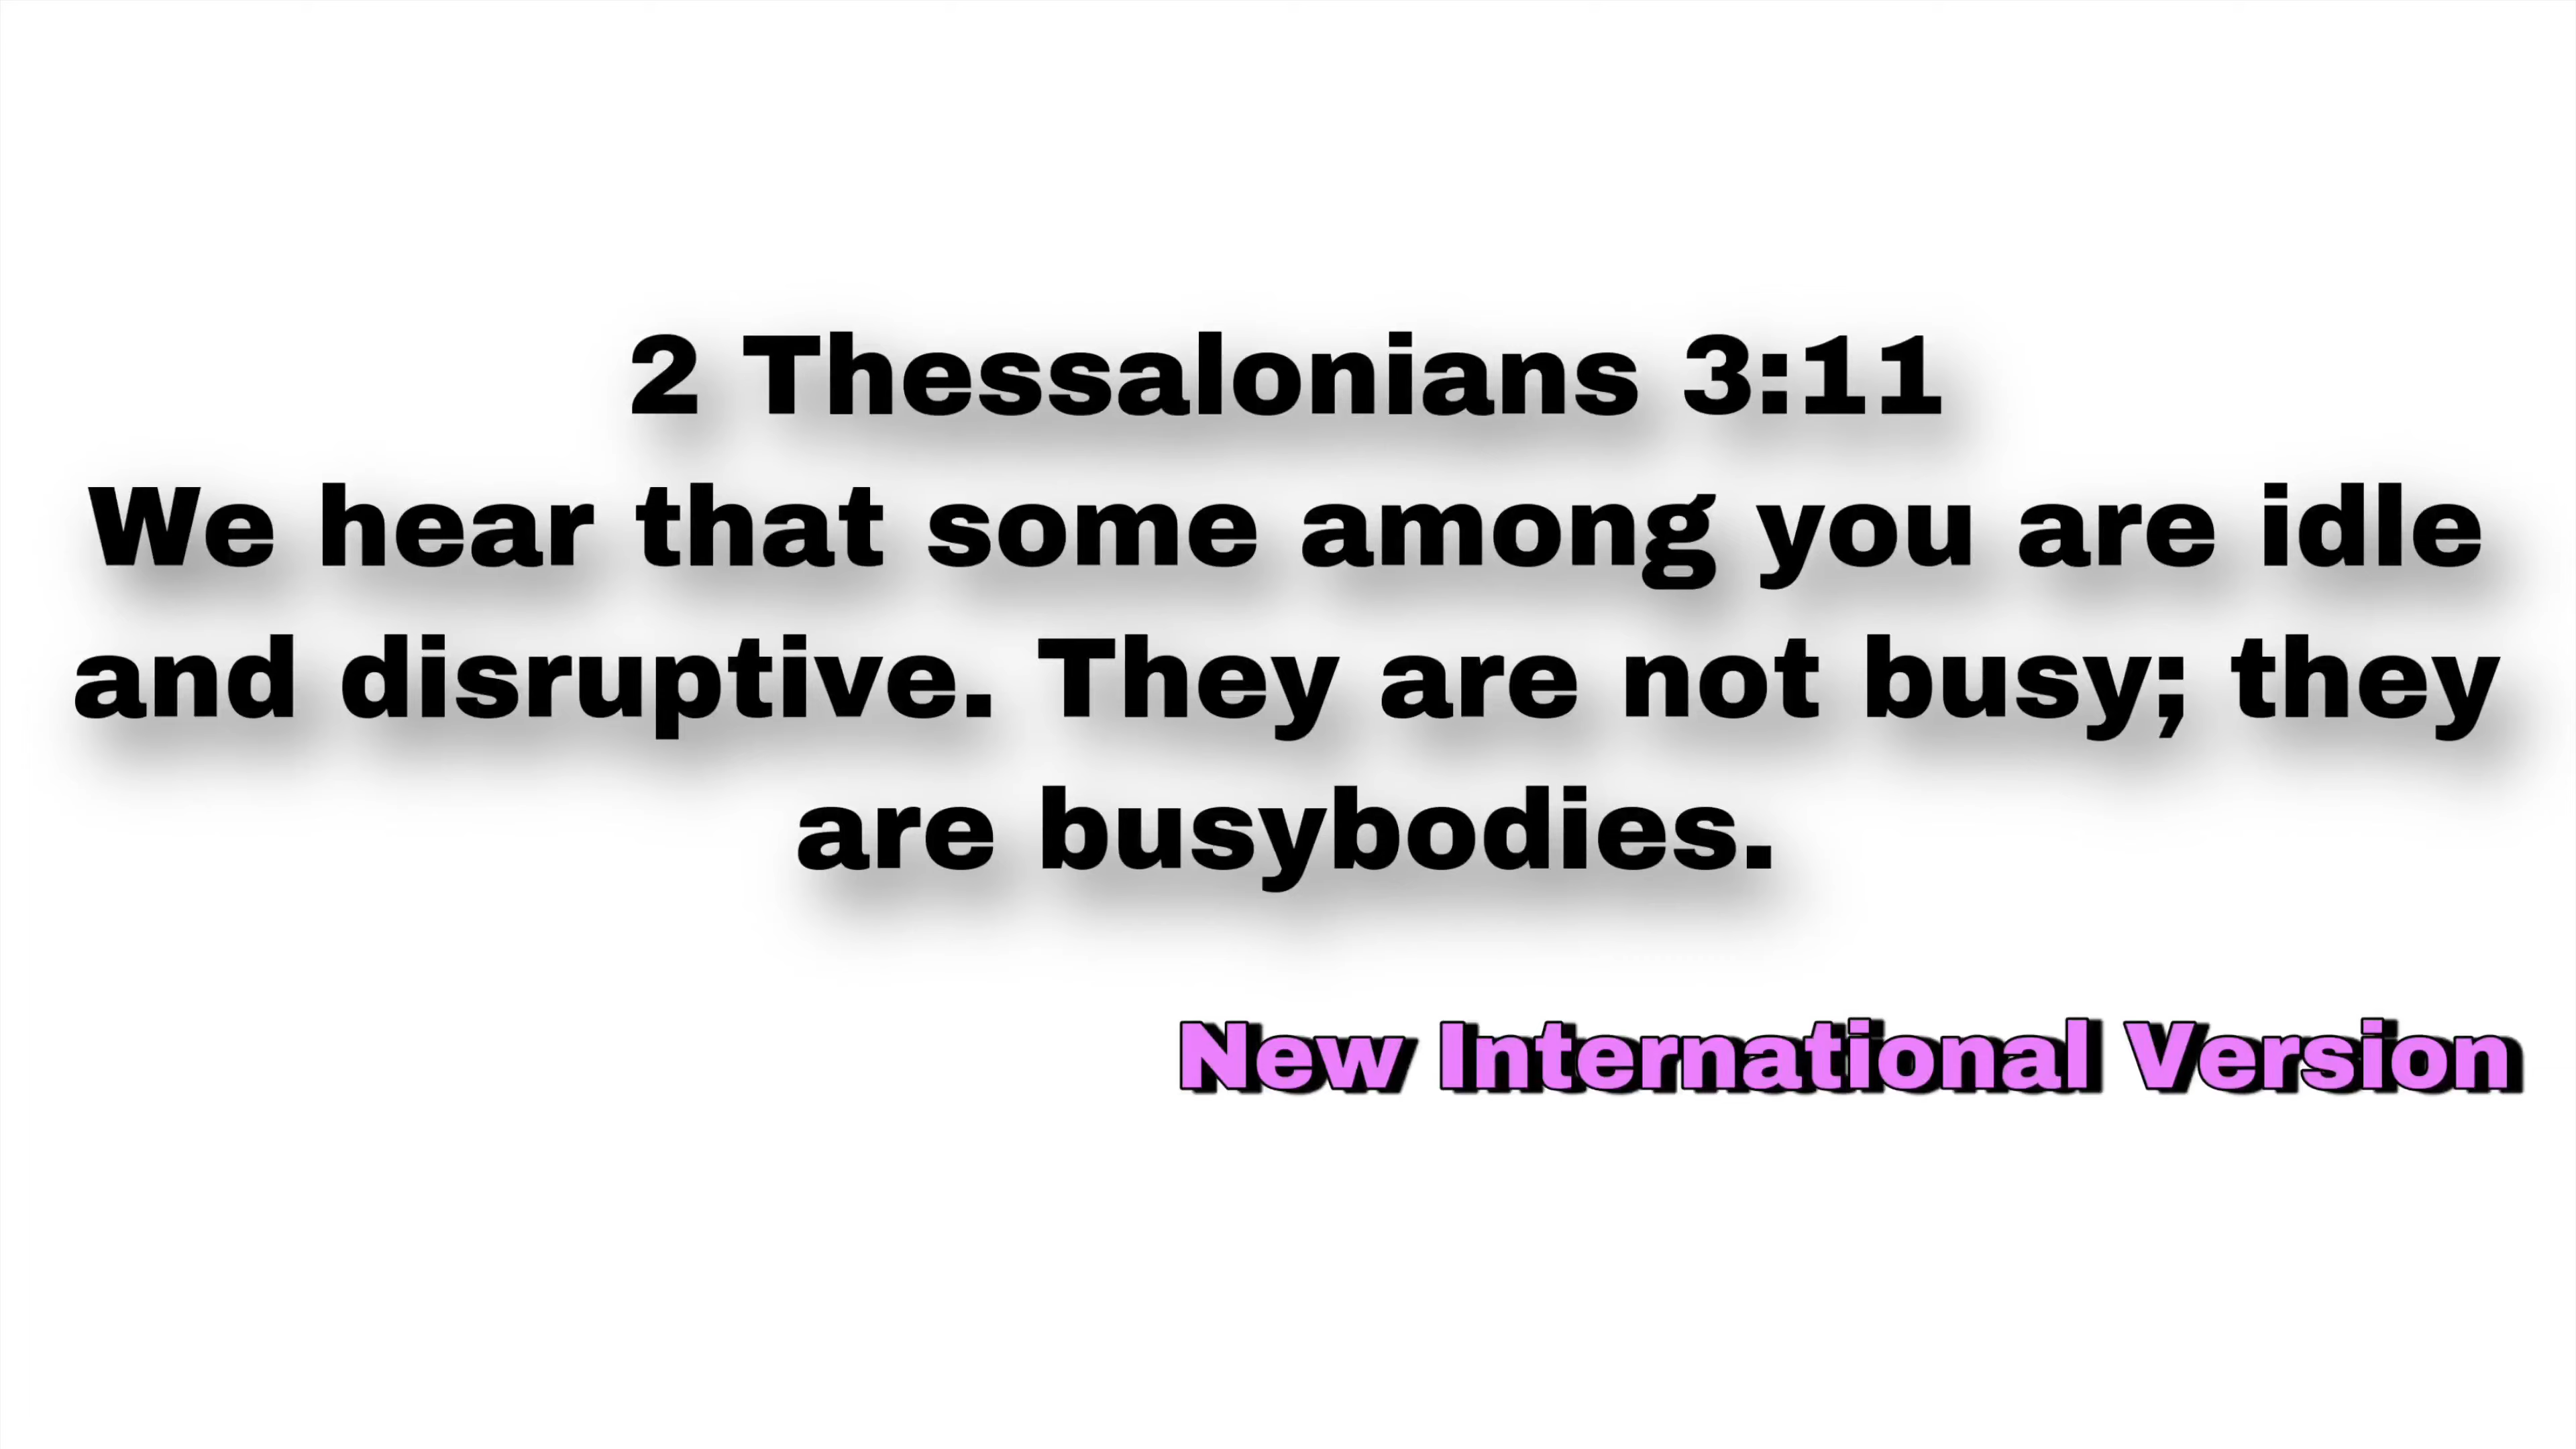 2 Thessalonians 3:11
We hear that some among you are idle
and disruptive. They are not busy; they
are busybodies.
New International Version